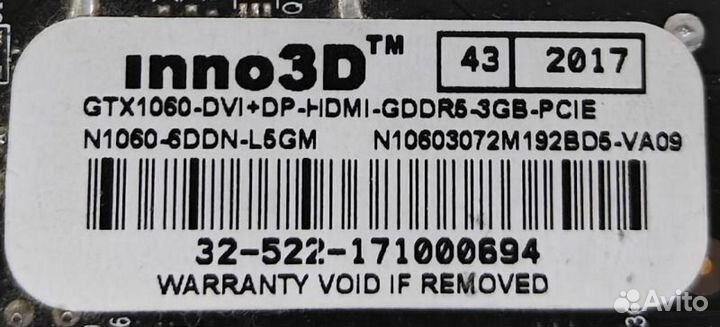 inno3D™ 43 2017
GTX1060-DVI+DP-HDMI-GDDR5-3GB-PCIE
N1060-6DDN-L5GM N10603072M192BD5-VA09
32-522-171000694
WARRANTY VOID IF REMOVED
Avito